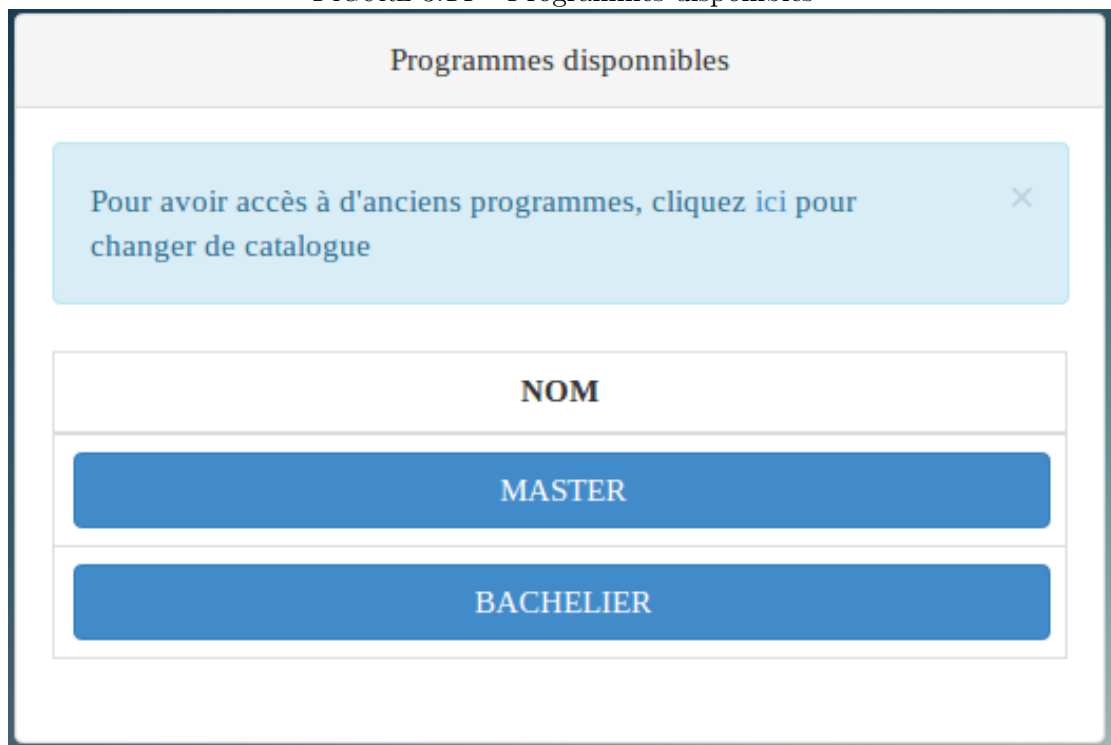 Programmes disponnibles
Pour avoir accès à d'anciens programmes, cliquez ici pour
changer de catalogue
×
NOM
MASTER
BACHELIER